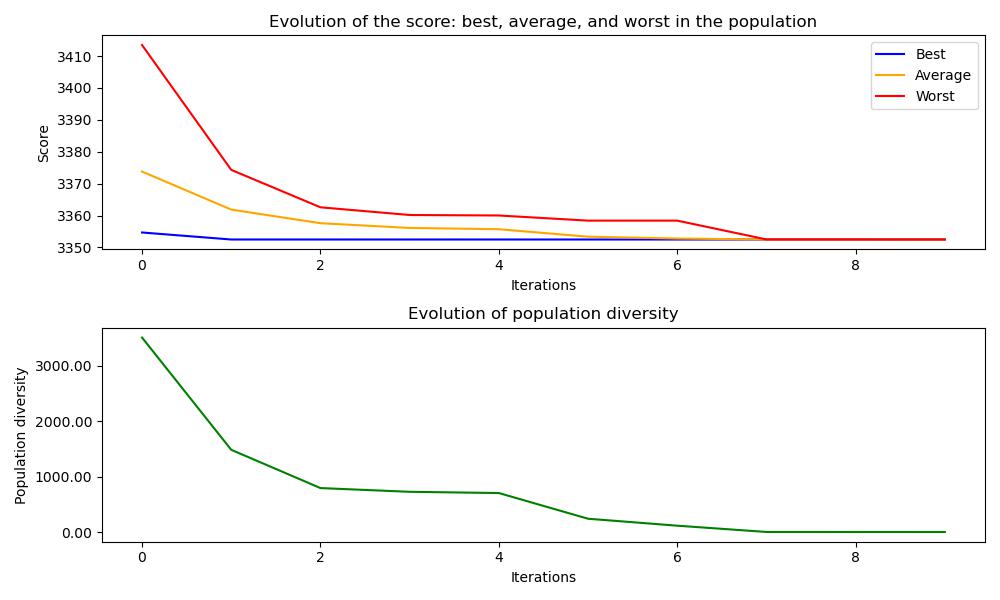 Evolution of the score: best, average, and worst in the population
3410
3400
3390
3380
3370
3360
3350
Score
Best
Average
Worst
0 2 4 6 8
Iterations
Evolution of population diversity
3000.00
2000.00
1000.00
0.00
Population diversity
0 2 4 6 8
Iterations